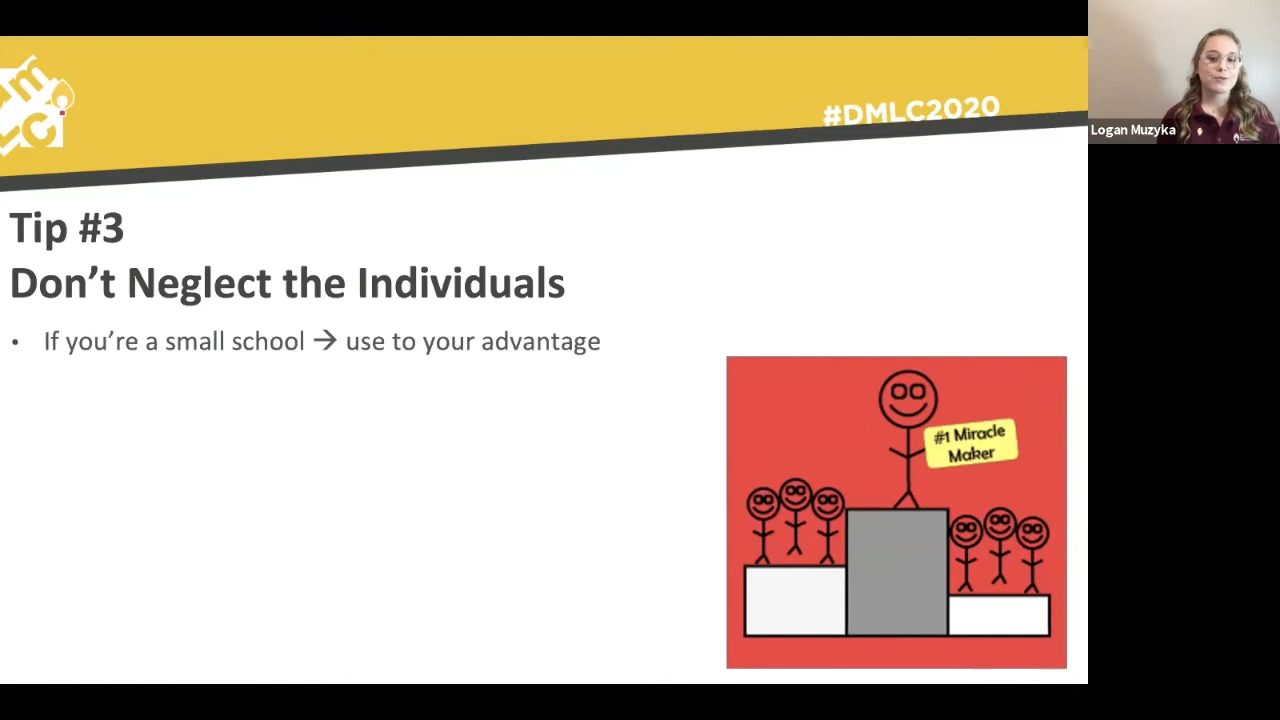 #DMLC2020
Logan Muzyka
Tip #3
Don’t Neglect the Individuals
• If you’re a small school → use to your advantage
#1 Miracle
Maker